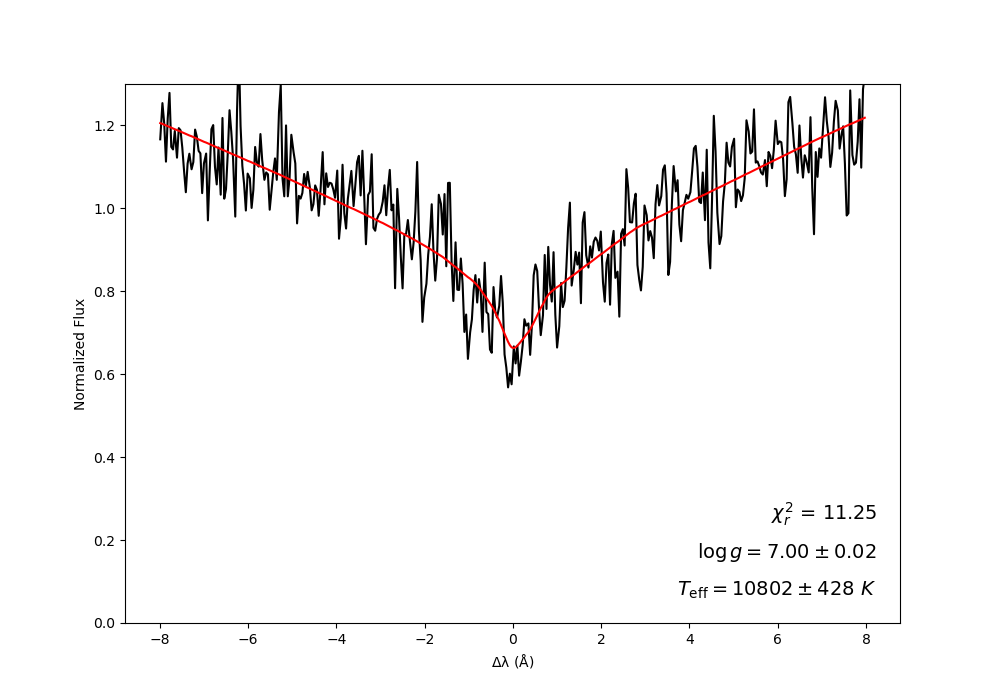 1.2
1.0
0.8
0.6
0.4
0.2
0.0
Normalized Flux
χ²ᵣ = 11.25
log g = 7.00 ± 0.02
T_eff = 10802 ± 428 K
−8 −6 −4 −2 0 2 4 6 8
Δλ (Å)